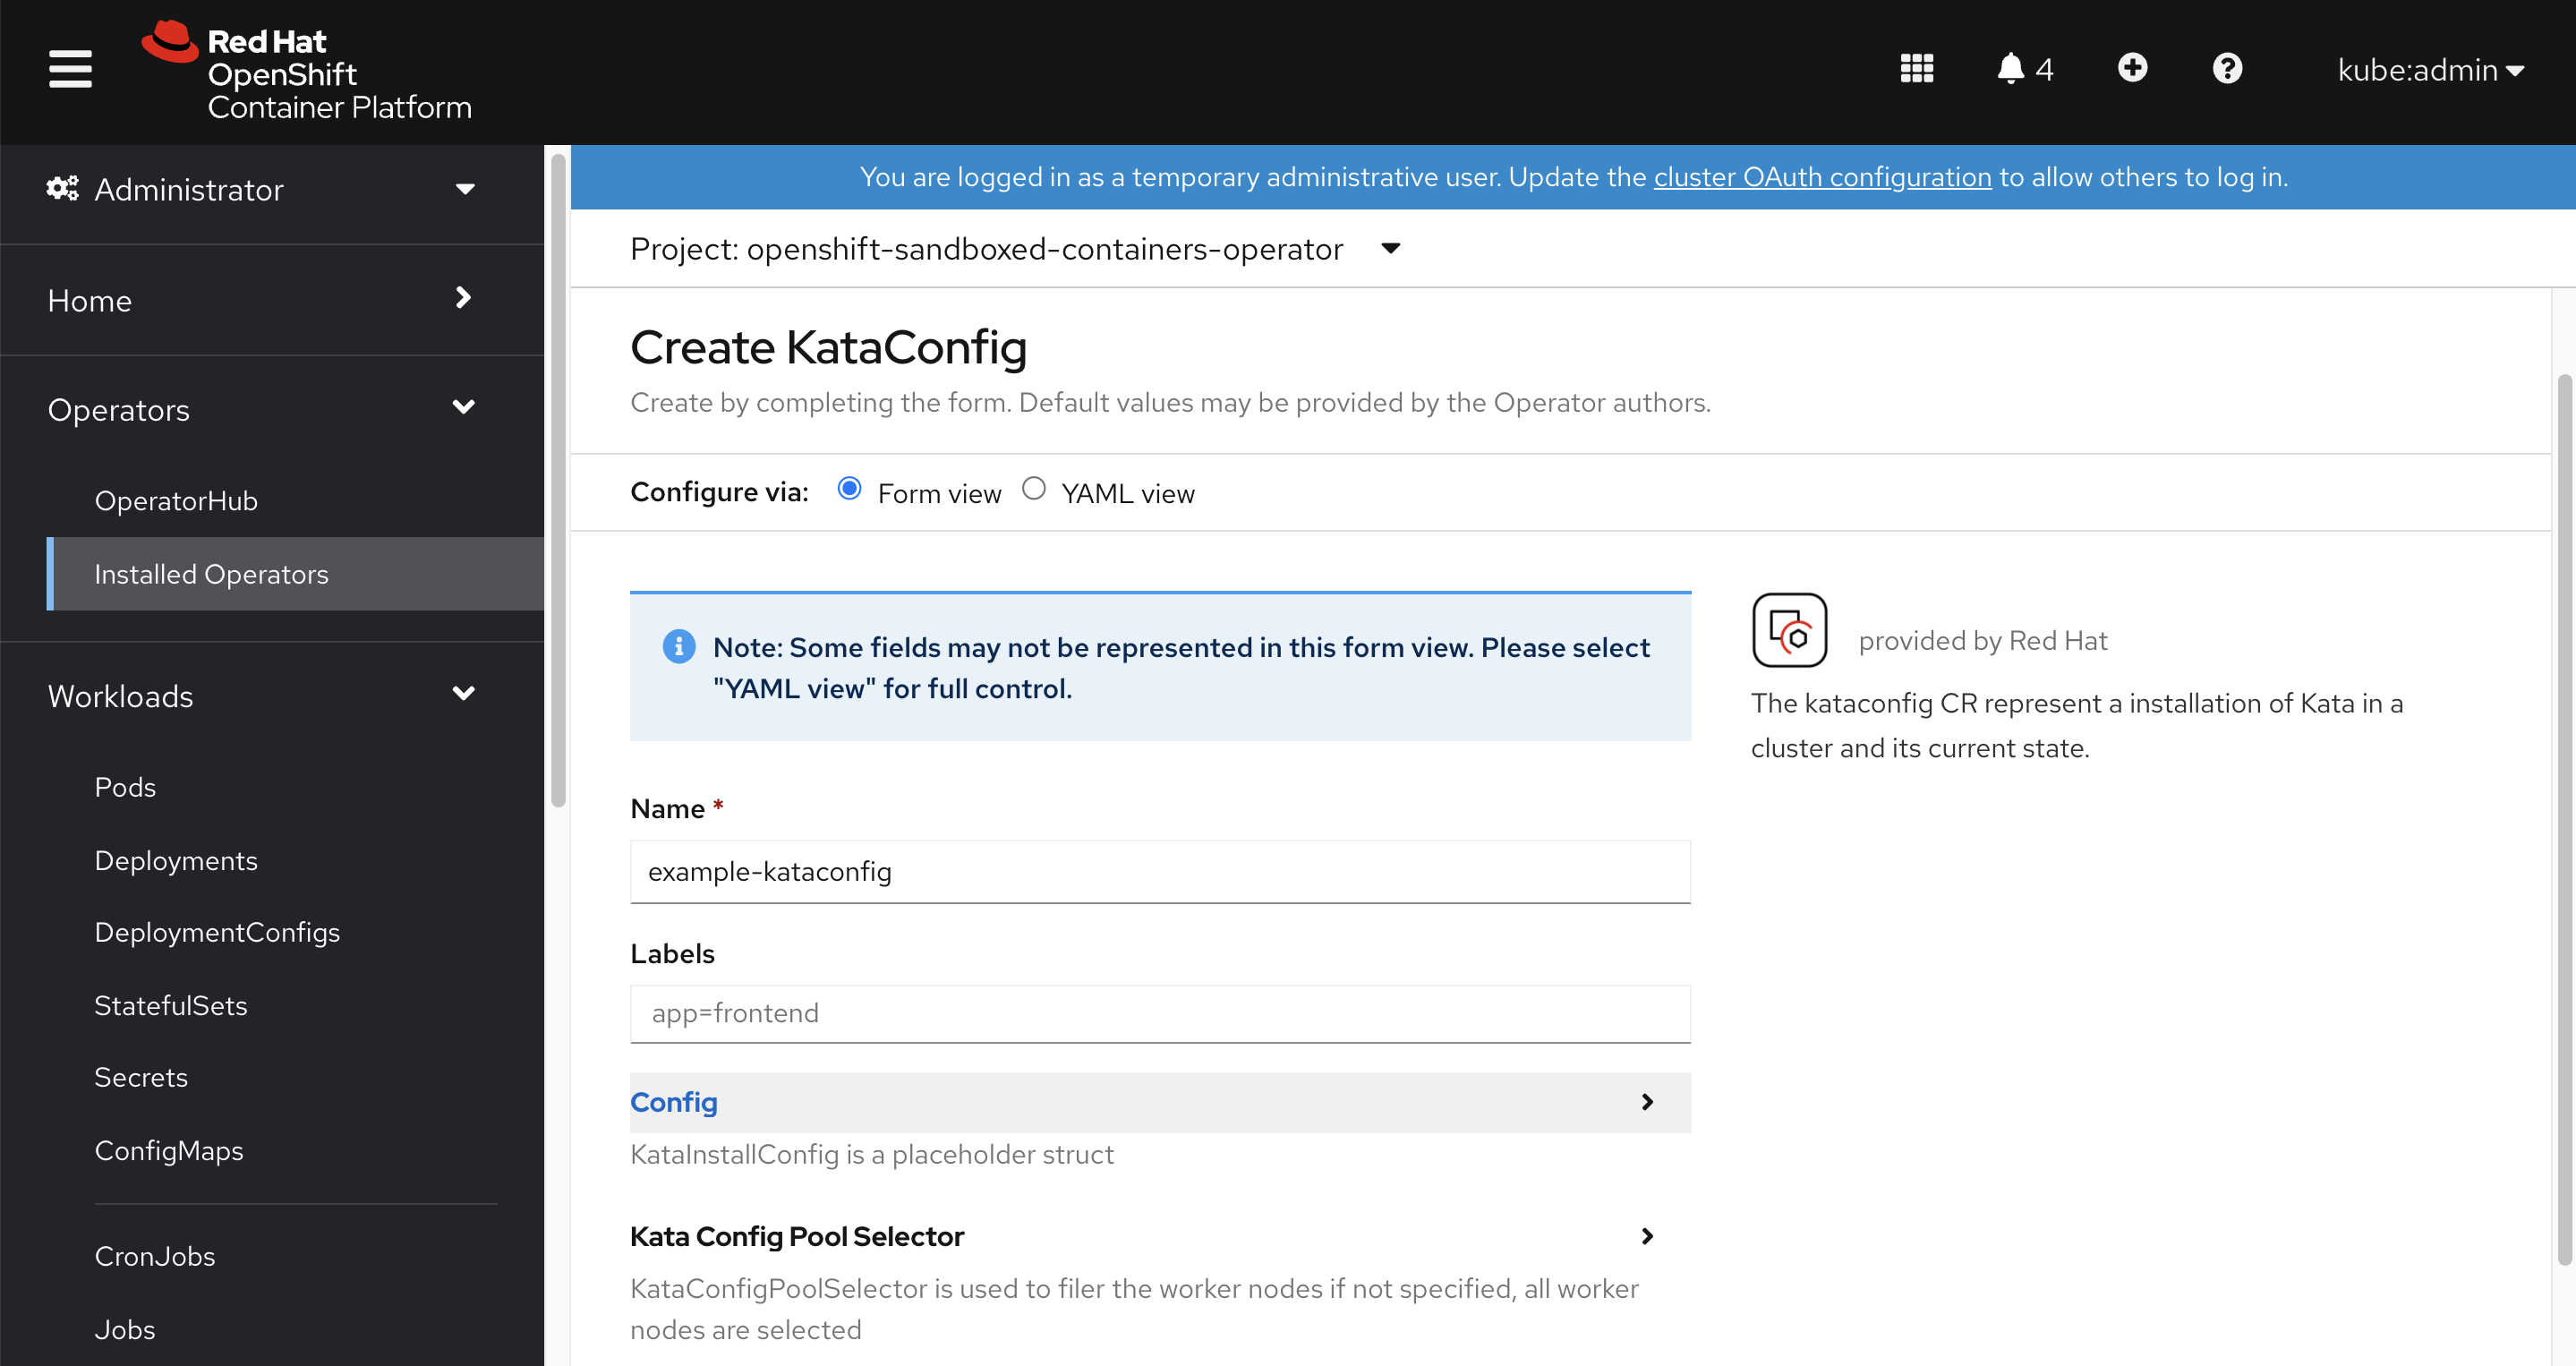 Red Hat
OpenShift
Container Platform
4
kube:admin
Administrator
Home
Operators
OperatorHub
Installed Operators
Workloads
Pods
Deployments
DeploymentConfigs
StatefulSets
Secrets
ConfigMaps
CronJobs
Jobs
You are logged in as a temporary administrative user. Update the cluster OAuth configuration to allow others to log in.
Project: openshift-sandboxed-containers-operator
Create KataConfig
Create by completing the form. Default values may be provided by the Operator authors.
Configure via: Form view YAML view
Note: Some fields may not be represented in this form view. Please select
"YAML view" for full control.
Name *
example-kataconfig
Labels
app=frontend
Config
KataInstallConfig is a placeholder struct
Kata Config Pool Selector
KataConfigPoolSelector is used to filer the worker nodes if not specified, all worker
nodes are selected
provided by Red Hat
The kataconfig CR represent a installation of Kata in a
cluster and its current state.